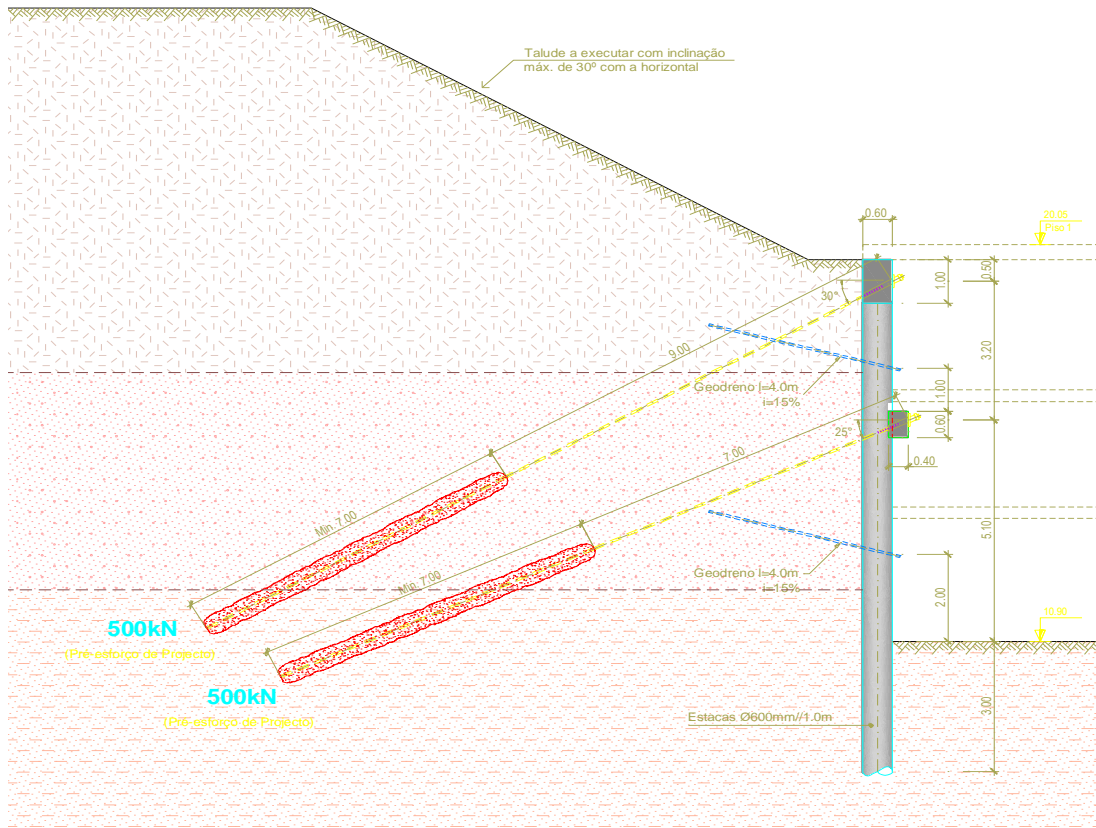 Talude a executar com inclinação
máx. de 30º com a horizontal
0.60
20.05
Piso 1
1.00
0.50
30°
3.20
9.00
Geodreno l=4.0m
i=15%
1.00
25°
0.60
7.00
0.40
Min. 7.00
5.10
Min. 7.00
Geodreno l=4.0m
i=15%
2.00
500kN
(Pré-esforço de Projecto)
10.90
500kN
(Pré-esforço de Projecto)
Estacas Ø600mm//1.0m
3.00